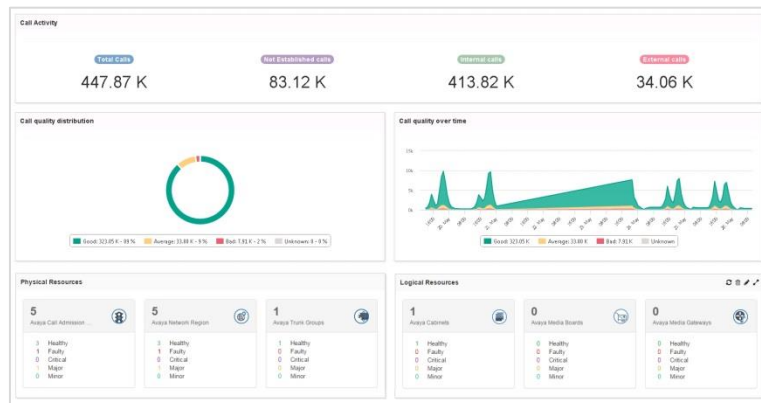 Call Activity
Total Calls
Net Established calls
Internal calls
External calls
447.87 K
83.12 K
413.82 K
34.06 K
Call quality distribution
Good: 323.05 K - 89 %
Average: 33.80 K - 9 %
Bad: 7.91 K - 2 %
Unknown: 0 - 0 %
Call quality over time
15k
10k
5k
0k
Good: 323.05 K
Average: 33.80 K
Bad: 7.91 K
Unknown
Physical Resources
5
Avaya Call Admission ...
3 Healthy
1 Faulty
0 Critical
1 Major
0 Minor
5
Avaya Network Region
3 Healthy
1 Faulty
0 Critical
1 Major
0 Minor
1
Avaya Trunk Groups
1 Healthy
0 Faulty
0 Critical
0 Major
0 Minor
Logical Resources
1
Avaya Cabinets
1 Healthy
0 Faulty
0 Critical
0 Major
0 Minor
0
Avaya Media Boards
0 Healthy
0 Faulty
0 Critical
0 Major
0 Minor
0
Avaya Media Gateways
0 Healthy
0 Faulty
0 Critical
0 Major
0 Minor